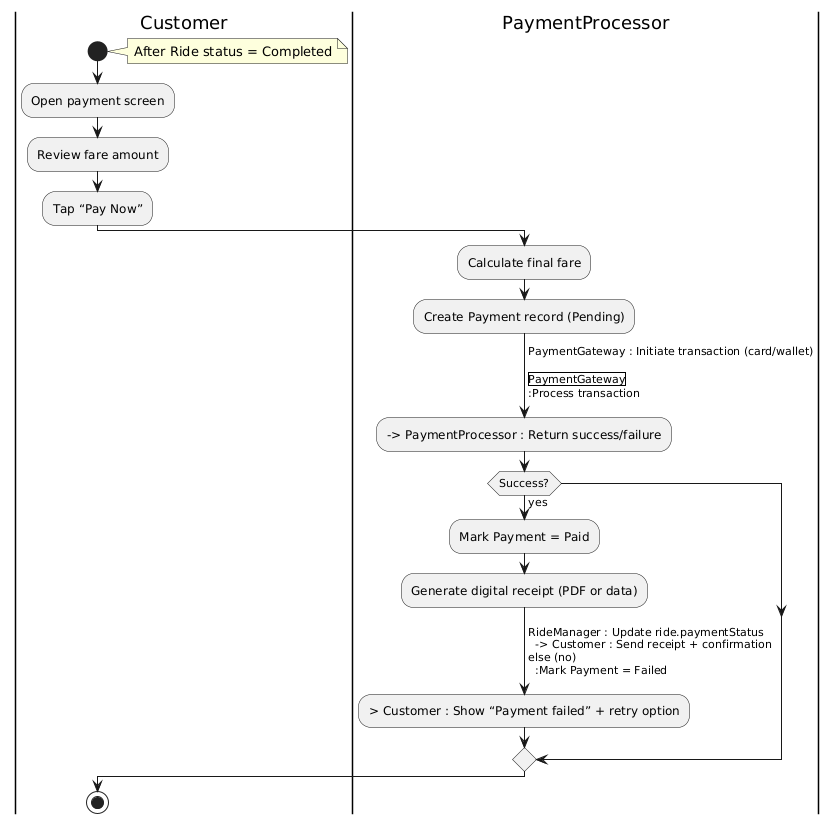 Customer
PaymentProcessor
After Ride status = Completed
Open payment screen
Review fare amount
Tap “Pay Now”
Calculate final fare
Create Payment record (Pending)
PaymentGateway : Initiate transaction (card/wallet)
PaymentGateway
:Process transaction
-> PaymentProcessor : Return success/failure
Success?
yes
Mark Payment = Paid
Generate digital receipt (PDF or data)
RideManager : Update ride.paymentStatus
-> Customer : Send receipt + confirmation
else (no)
:Mark Payment = Failed
> Customer : Show “Payment failed” + retry option